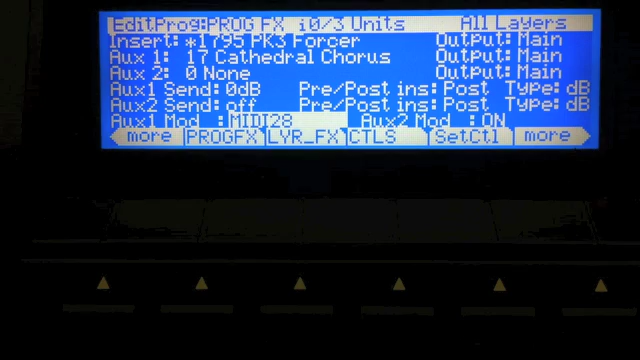 EditProg:PROG FX i0/3 Units All Layers
Insert: *1795 PK3 Forcer Output: Main
Aux 1: 17 Cathedral Chorus Output: Main
Aux 2: 0 None Output: Main
Aux1 Send: 0dB Pre/Post ins: Post Type: dB
Aux2 Send: off Pre/Post ins: Post Type: dB
Aux1 Mod :MIDI28 Aux2 Mod :ON
more PROGFX LYR_FX CTLS SetCtl more